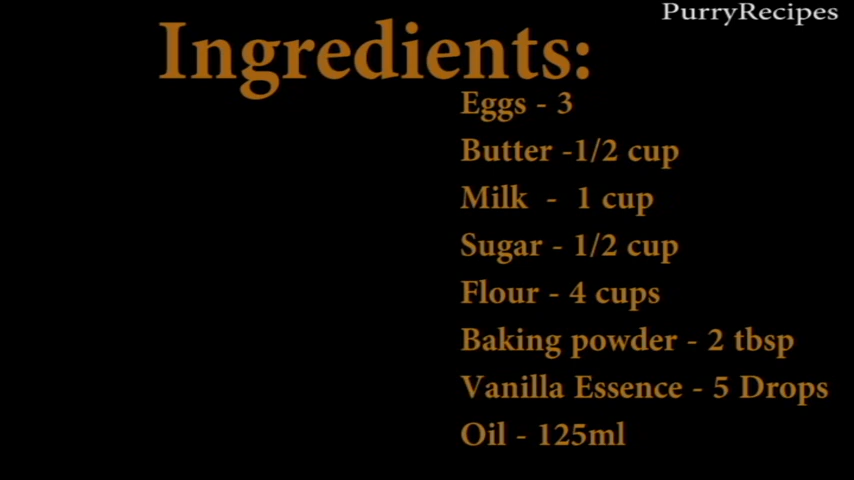 PurryRecipes
Ingredients:
Eggs - 3
Butter -1/2 cup
Milk - 1 cup
Sugar - 1/2 cup
Flour - 4 cups
Baking powder - 2 tbsp
Vanilla Essence - 5 Drops
Oil - 125ml